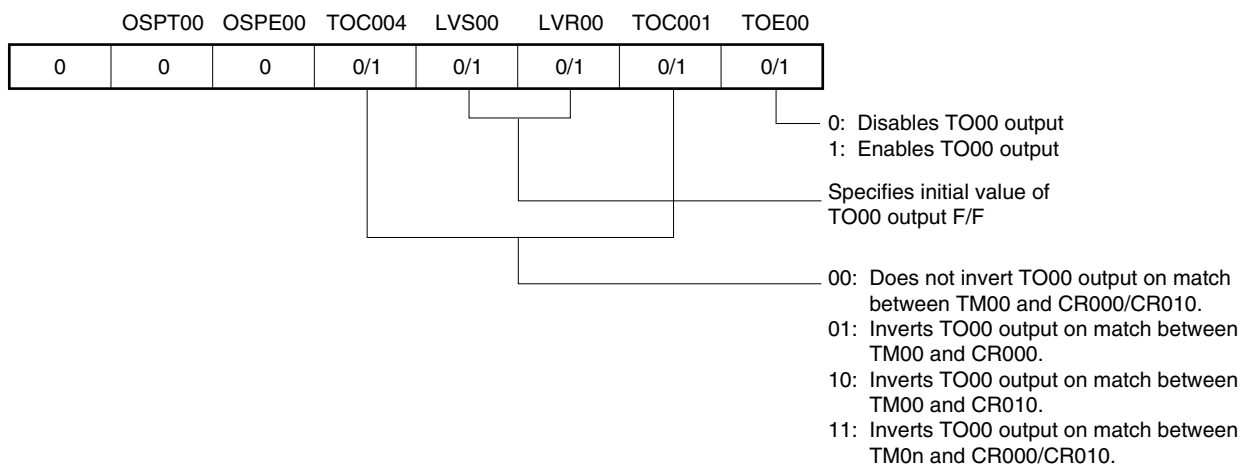 OSPT00 OSPE00 TOC004 LVS00 LVR00 TOC001 TOE00
0 0 0 0/1 0/1 0/1 0/1 0/1
0: Disables TO00 output
1: Enables TO00 output
Specifies initial value of
TO00 output F/F
00: Does not invert TO00 output on match
between TM00 and CR000/CR010.
01: Inverts TO00 output on match between
TM00 and CR000.
10: Inverts TO00 output on match between
TM00 and CR010.
11: Inverts TO00 output on match between
TM0n and CR000/CR010.